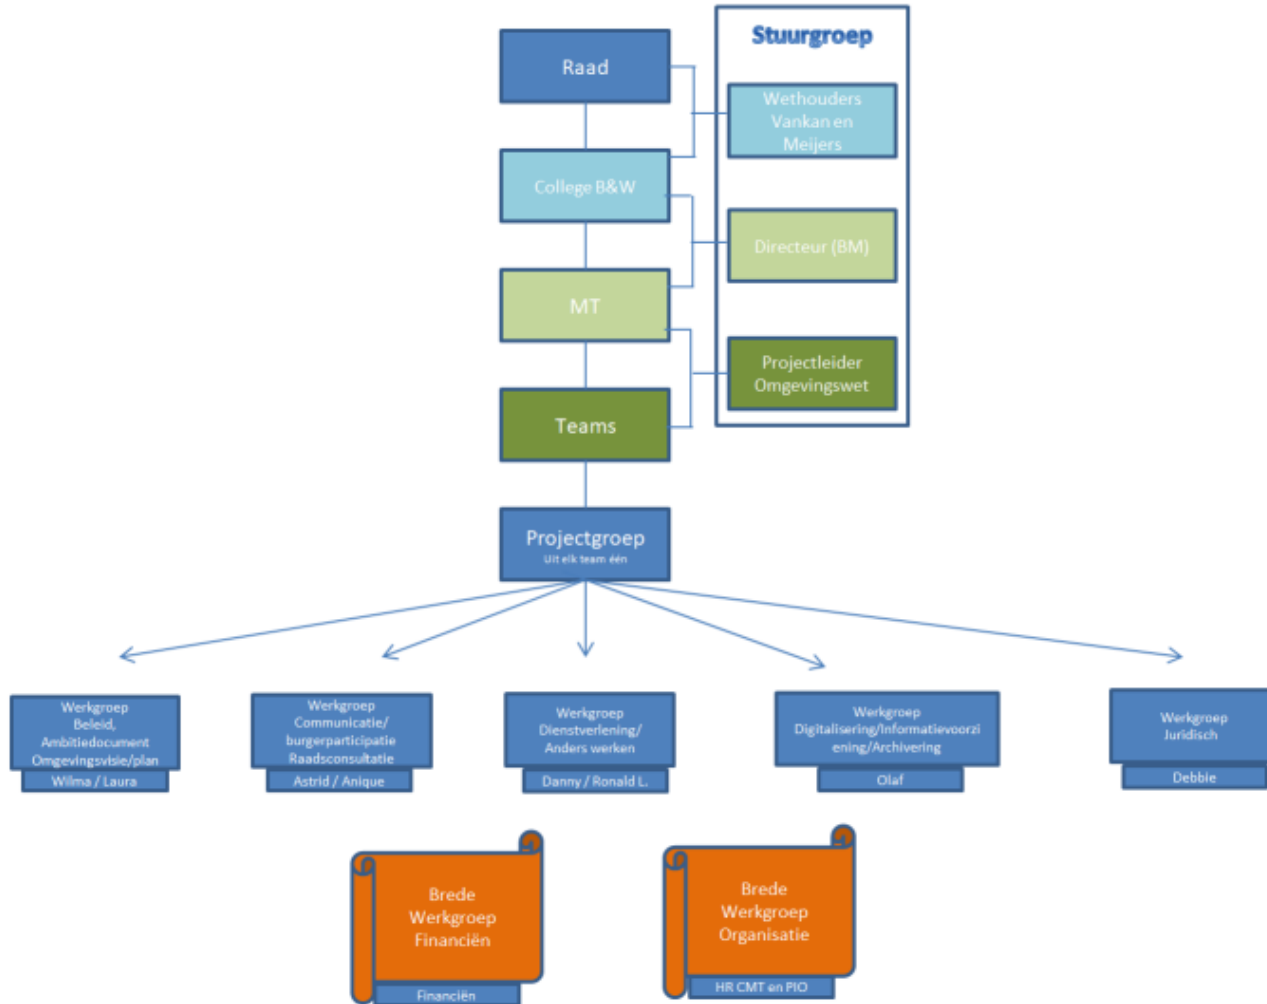 Stuurgroep
Raad
Wethouders
Vankan en
Meijers
College B&W
Directeur (BM)
MT
Projectleider
Omgevingswet
Teams
Projectgroep
Uit elk team één
Werkgroep
Beleid,
Ambitiedocument
Omgevingsvisie/plan
Wilma / Laura
Werkgroep
Communicatie/
burgerparticipatie
Raadsconsultatie
Astrid / Anique
Werkgroep
Dienstverlening/
Anders werken
Danny / Ronald L.
Werkgroep
Digitalisering/Informatievoorzi
ening/Archivering
Olaf
Werkgroep
Juridisch
Debbie
Brede
Werkgroep
Financiën
Financiën
Brede
Werkgroep
Organisatie
HR CMT en PIO